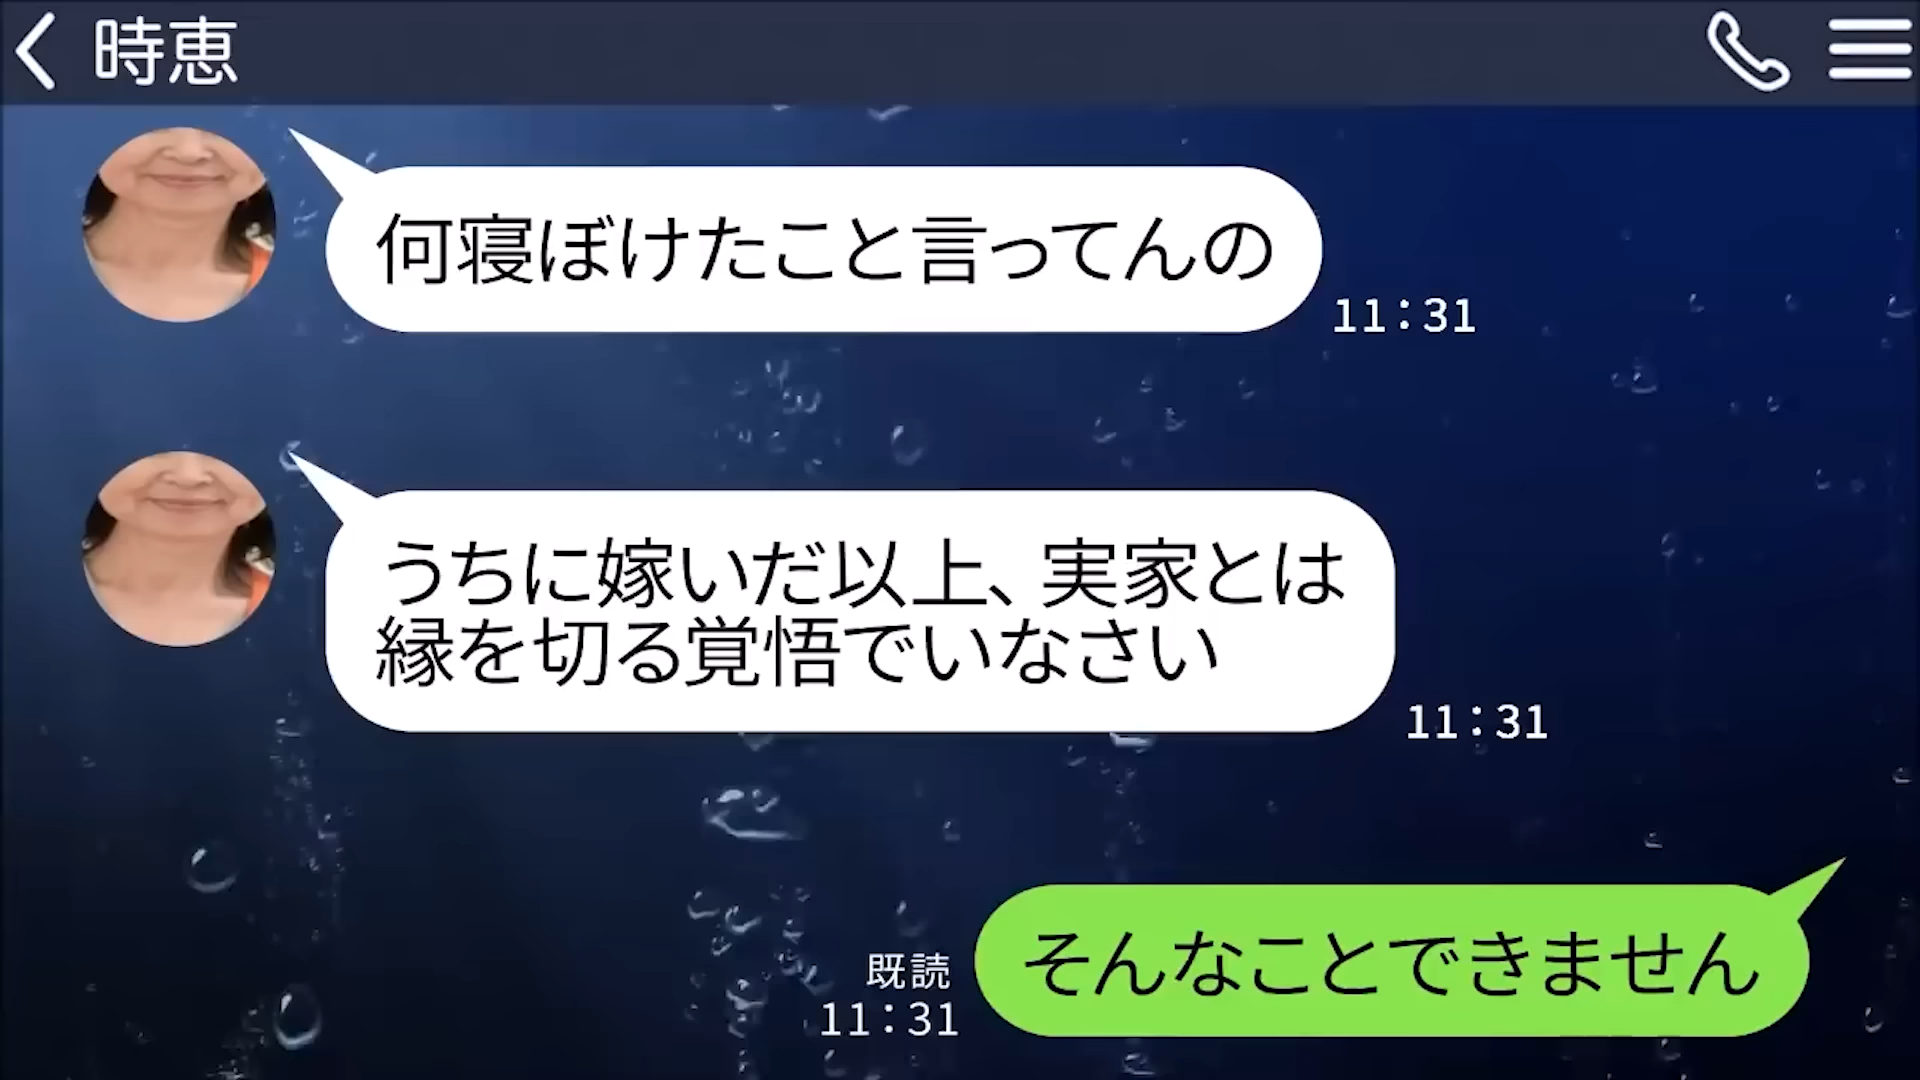 時恵
何寝ぼけたこと言ってんの
11:31
うちに嫁いだ以上、実家とは
縁を切る覚悟でいなさい
11:31
そんなことできません
既読
11:31